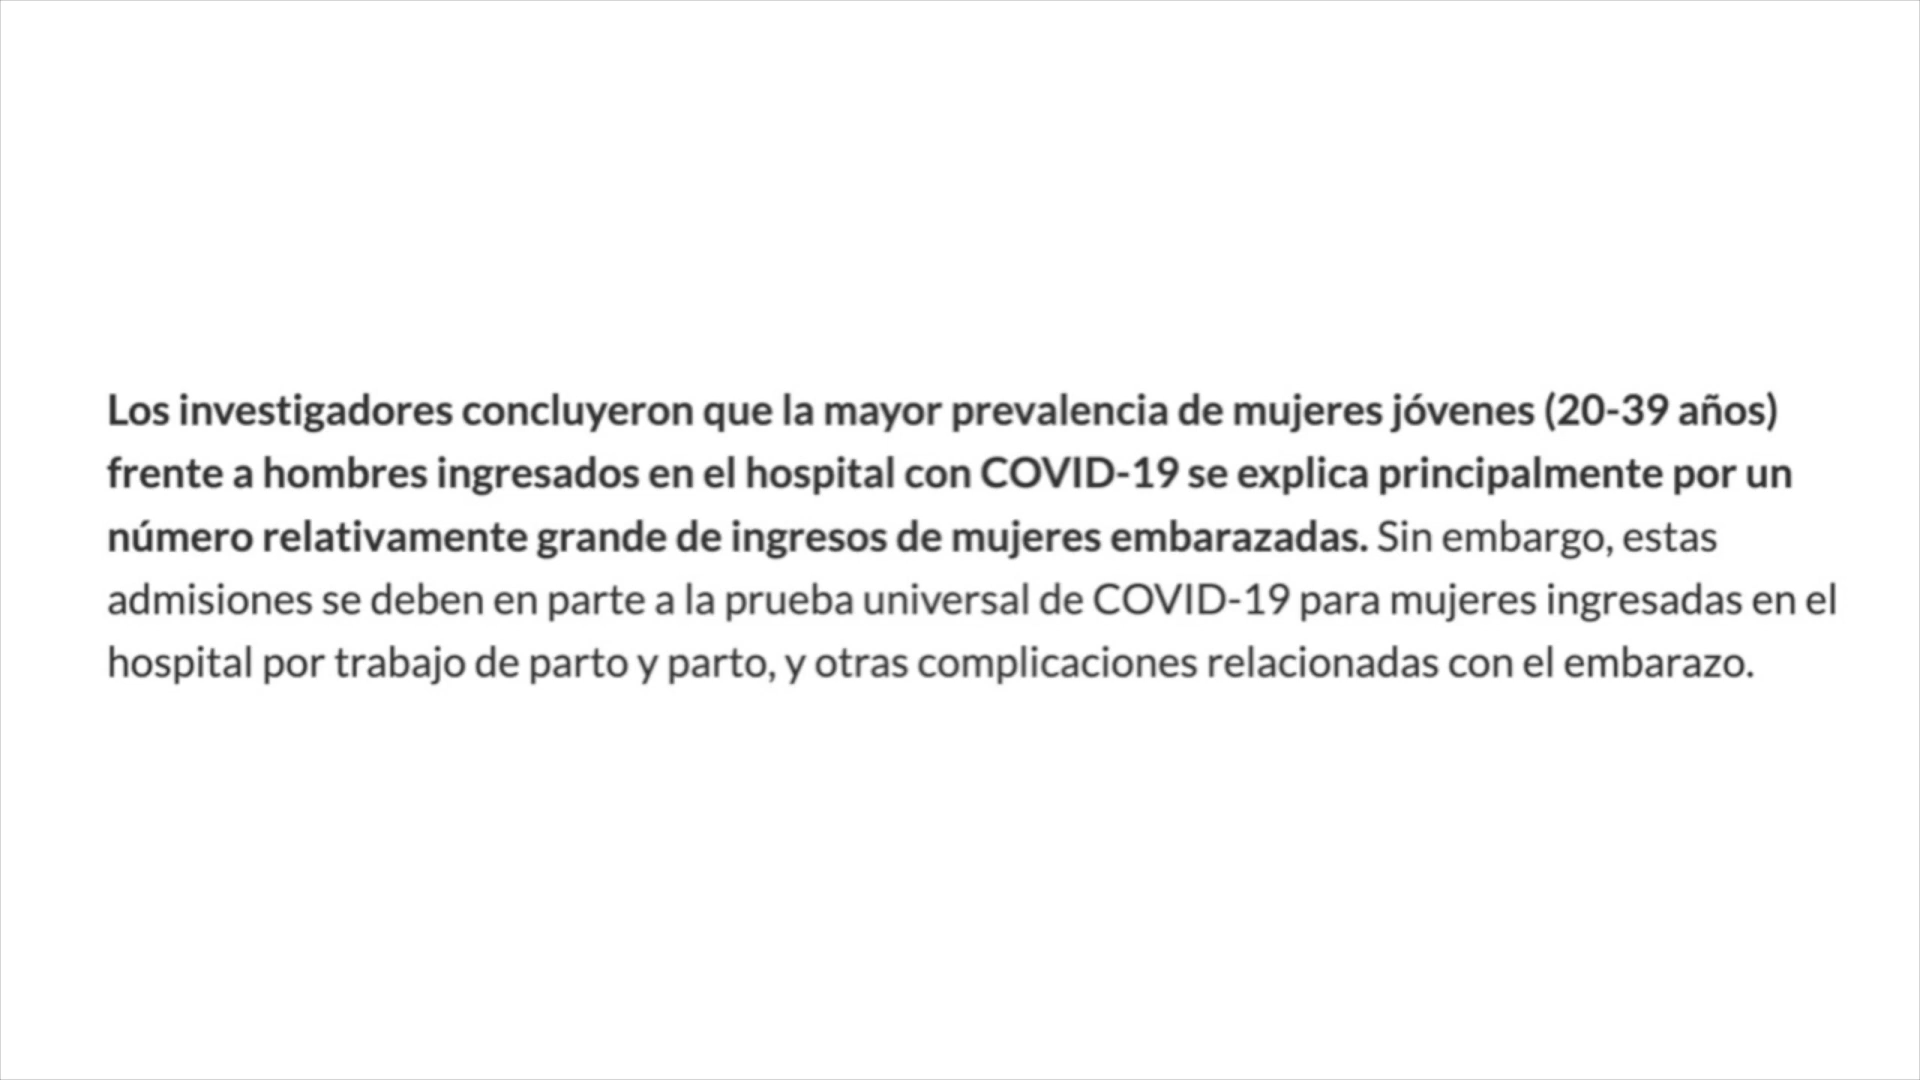 Los investigadores concluyeron que la mayor prevalencia de mujeres jóvenes (20-39 años)
frente a hombres ingresados en el hospital con COVID-19 se explica principalmente por un
número relativamente grande de ingresos de mujeres embarazadas. Sin embargo, estas
admisiones se deben en parte a la prueba universal de COVID-19 para mujeres ingresadas en el
hospital por trabajo de parto y parto, y otras complicaciones relacionadas con el embarazo.